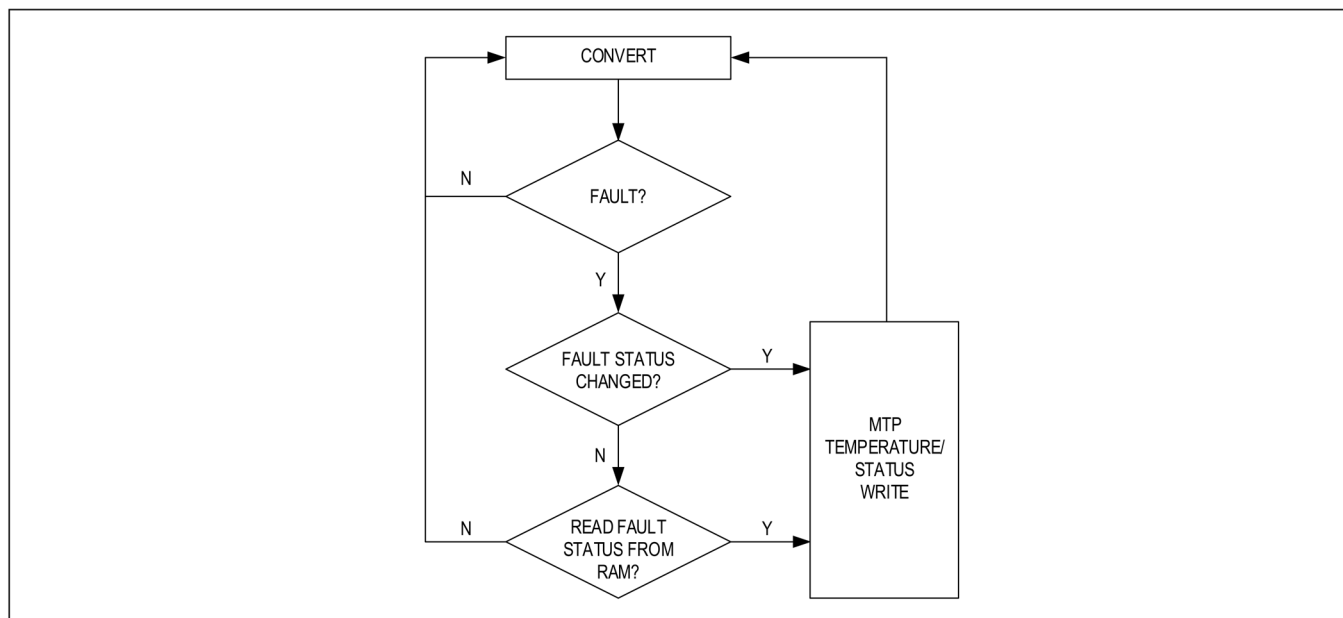 CONVERT
N
FAULT?
Y
FAULT STATUS
CHANGED?
Y
N
MTP
TEMPERATURE/
STATUS
WRITE
N
READ FAULT
STATUS FROM
RAM?
Y